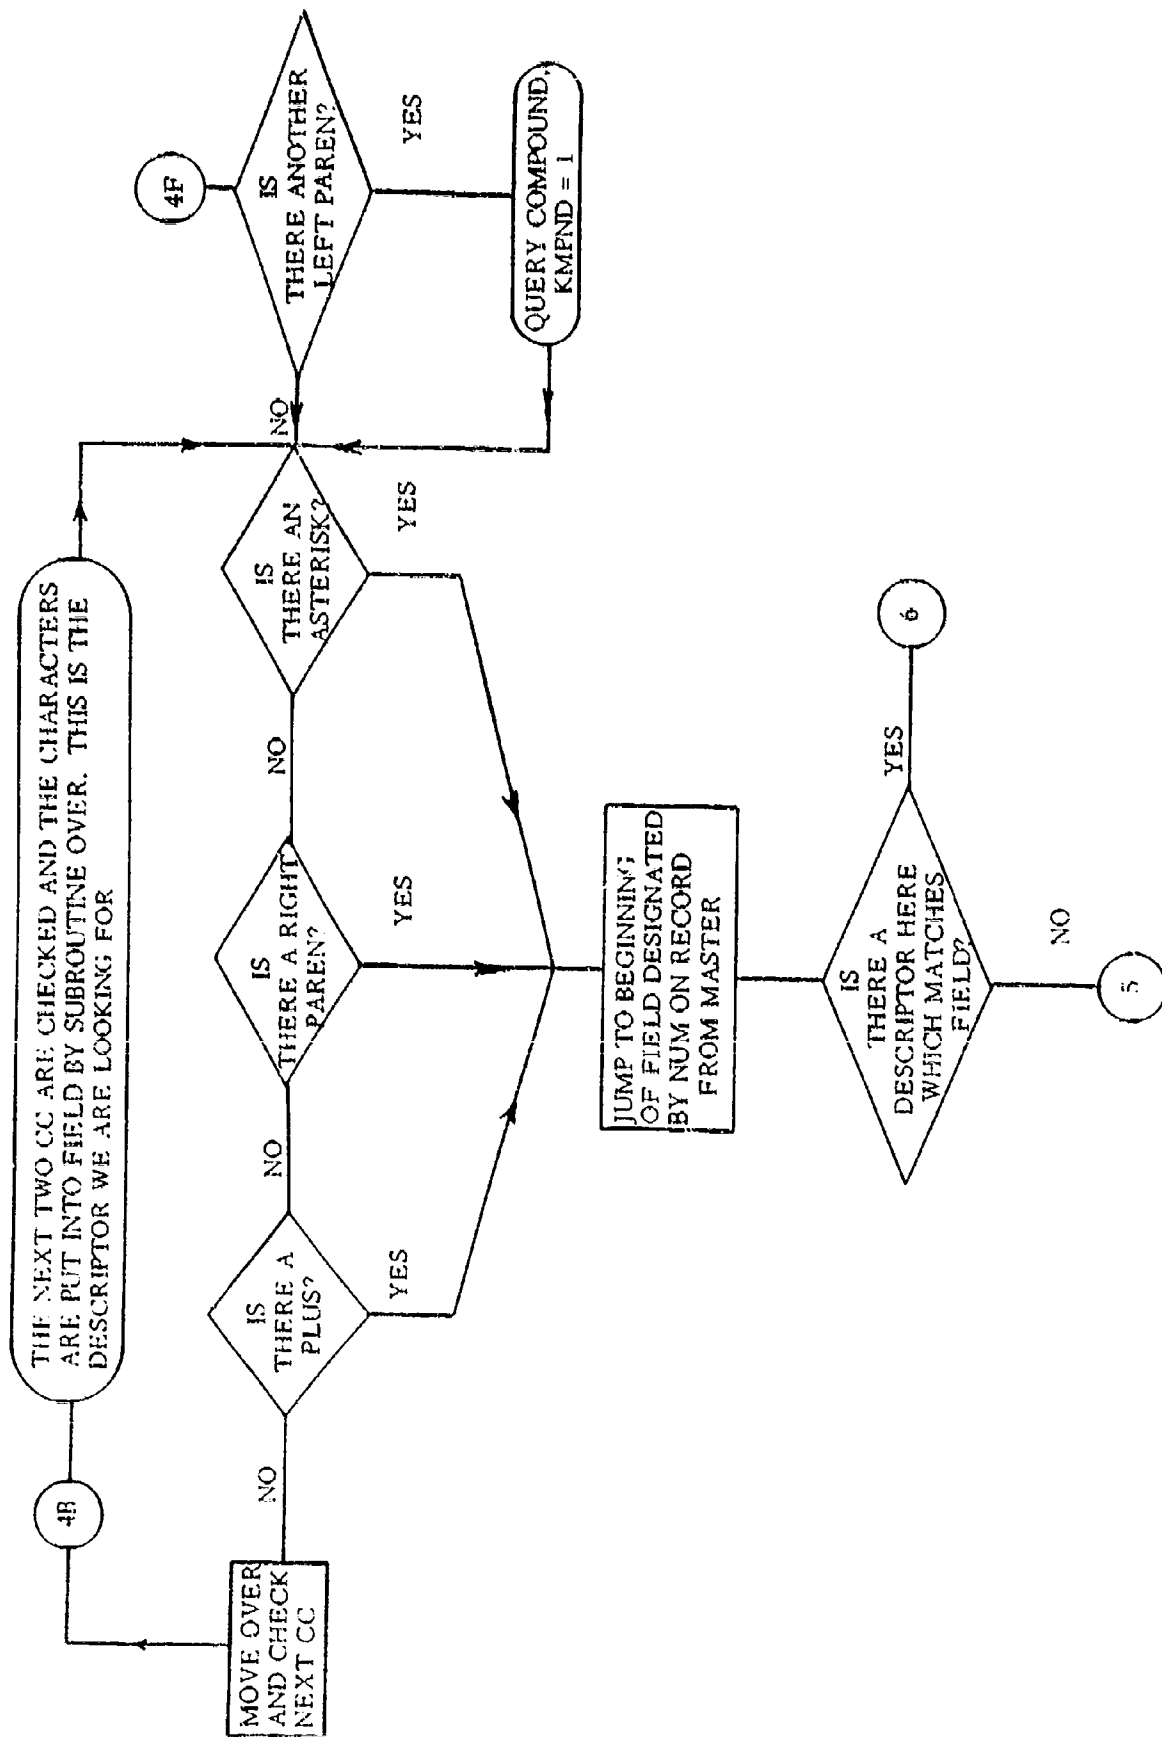 4F
IS
THERE ANOTHER
LEFT PAREN?
YES
QUERY COMPOUND,
KMPND = 1
NO
THE NEXT TWO CC ARE CHECKED AND THE CHARACTERS
ARE PUT INTO FIELD BY SUBROUTINE OVER. THIS IS THE
DESCRIPTOR WE ARE LOOKING FOR
IS
THERE AN
ASTERISK?
YES
NO
IS
THERE A RIGHT
PAREN?
YES
NO
IS
THERE A
PLUS?
YES
NO
MOVE OVER
AND CHECK
NEXT CC
4B
JUMP TO BEGINNING
OF FIELD DESIGNATED
BY NUM ON RECORD
FROM MASTER
IS
THERE A
DESCRIPTOR HERE
WHICH MATCHES
FIELD?
YES
6
NO
5